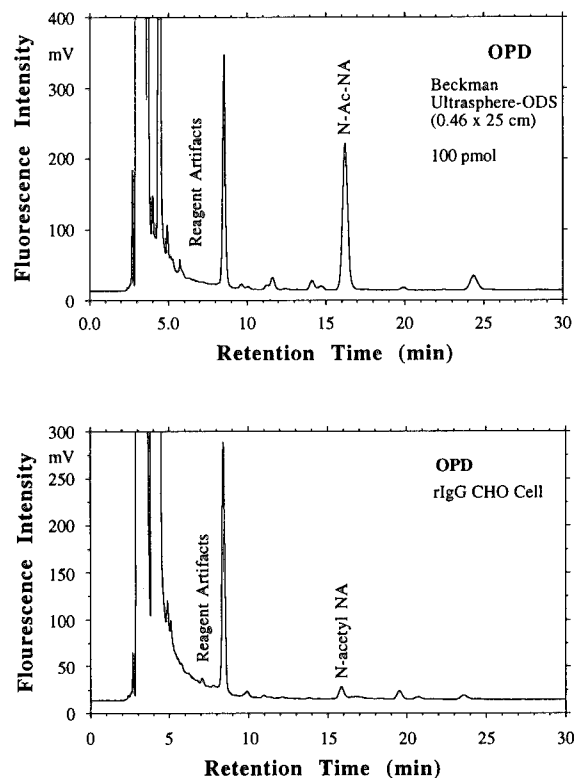 400
Fluorescence Intensity
mV
300
200
100
0
OPD
Beckman
Ultrasphere-ODS
(0.46 x 25 cm)
100 pmol
Reagent Artifacts
N-Ac-NA
0.0 5.0 10 15 20 25 30
Retention Time (min)
300
Flourescence Intensity
mV
250
200
150
100
50
0
OPD
rIgG CHO Cell
Reagent Artifacts
N-acetyl NA
0 5 10 15 20 25 30
Retention Time (min)